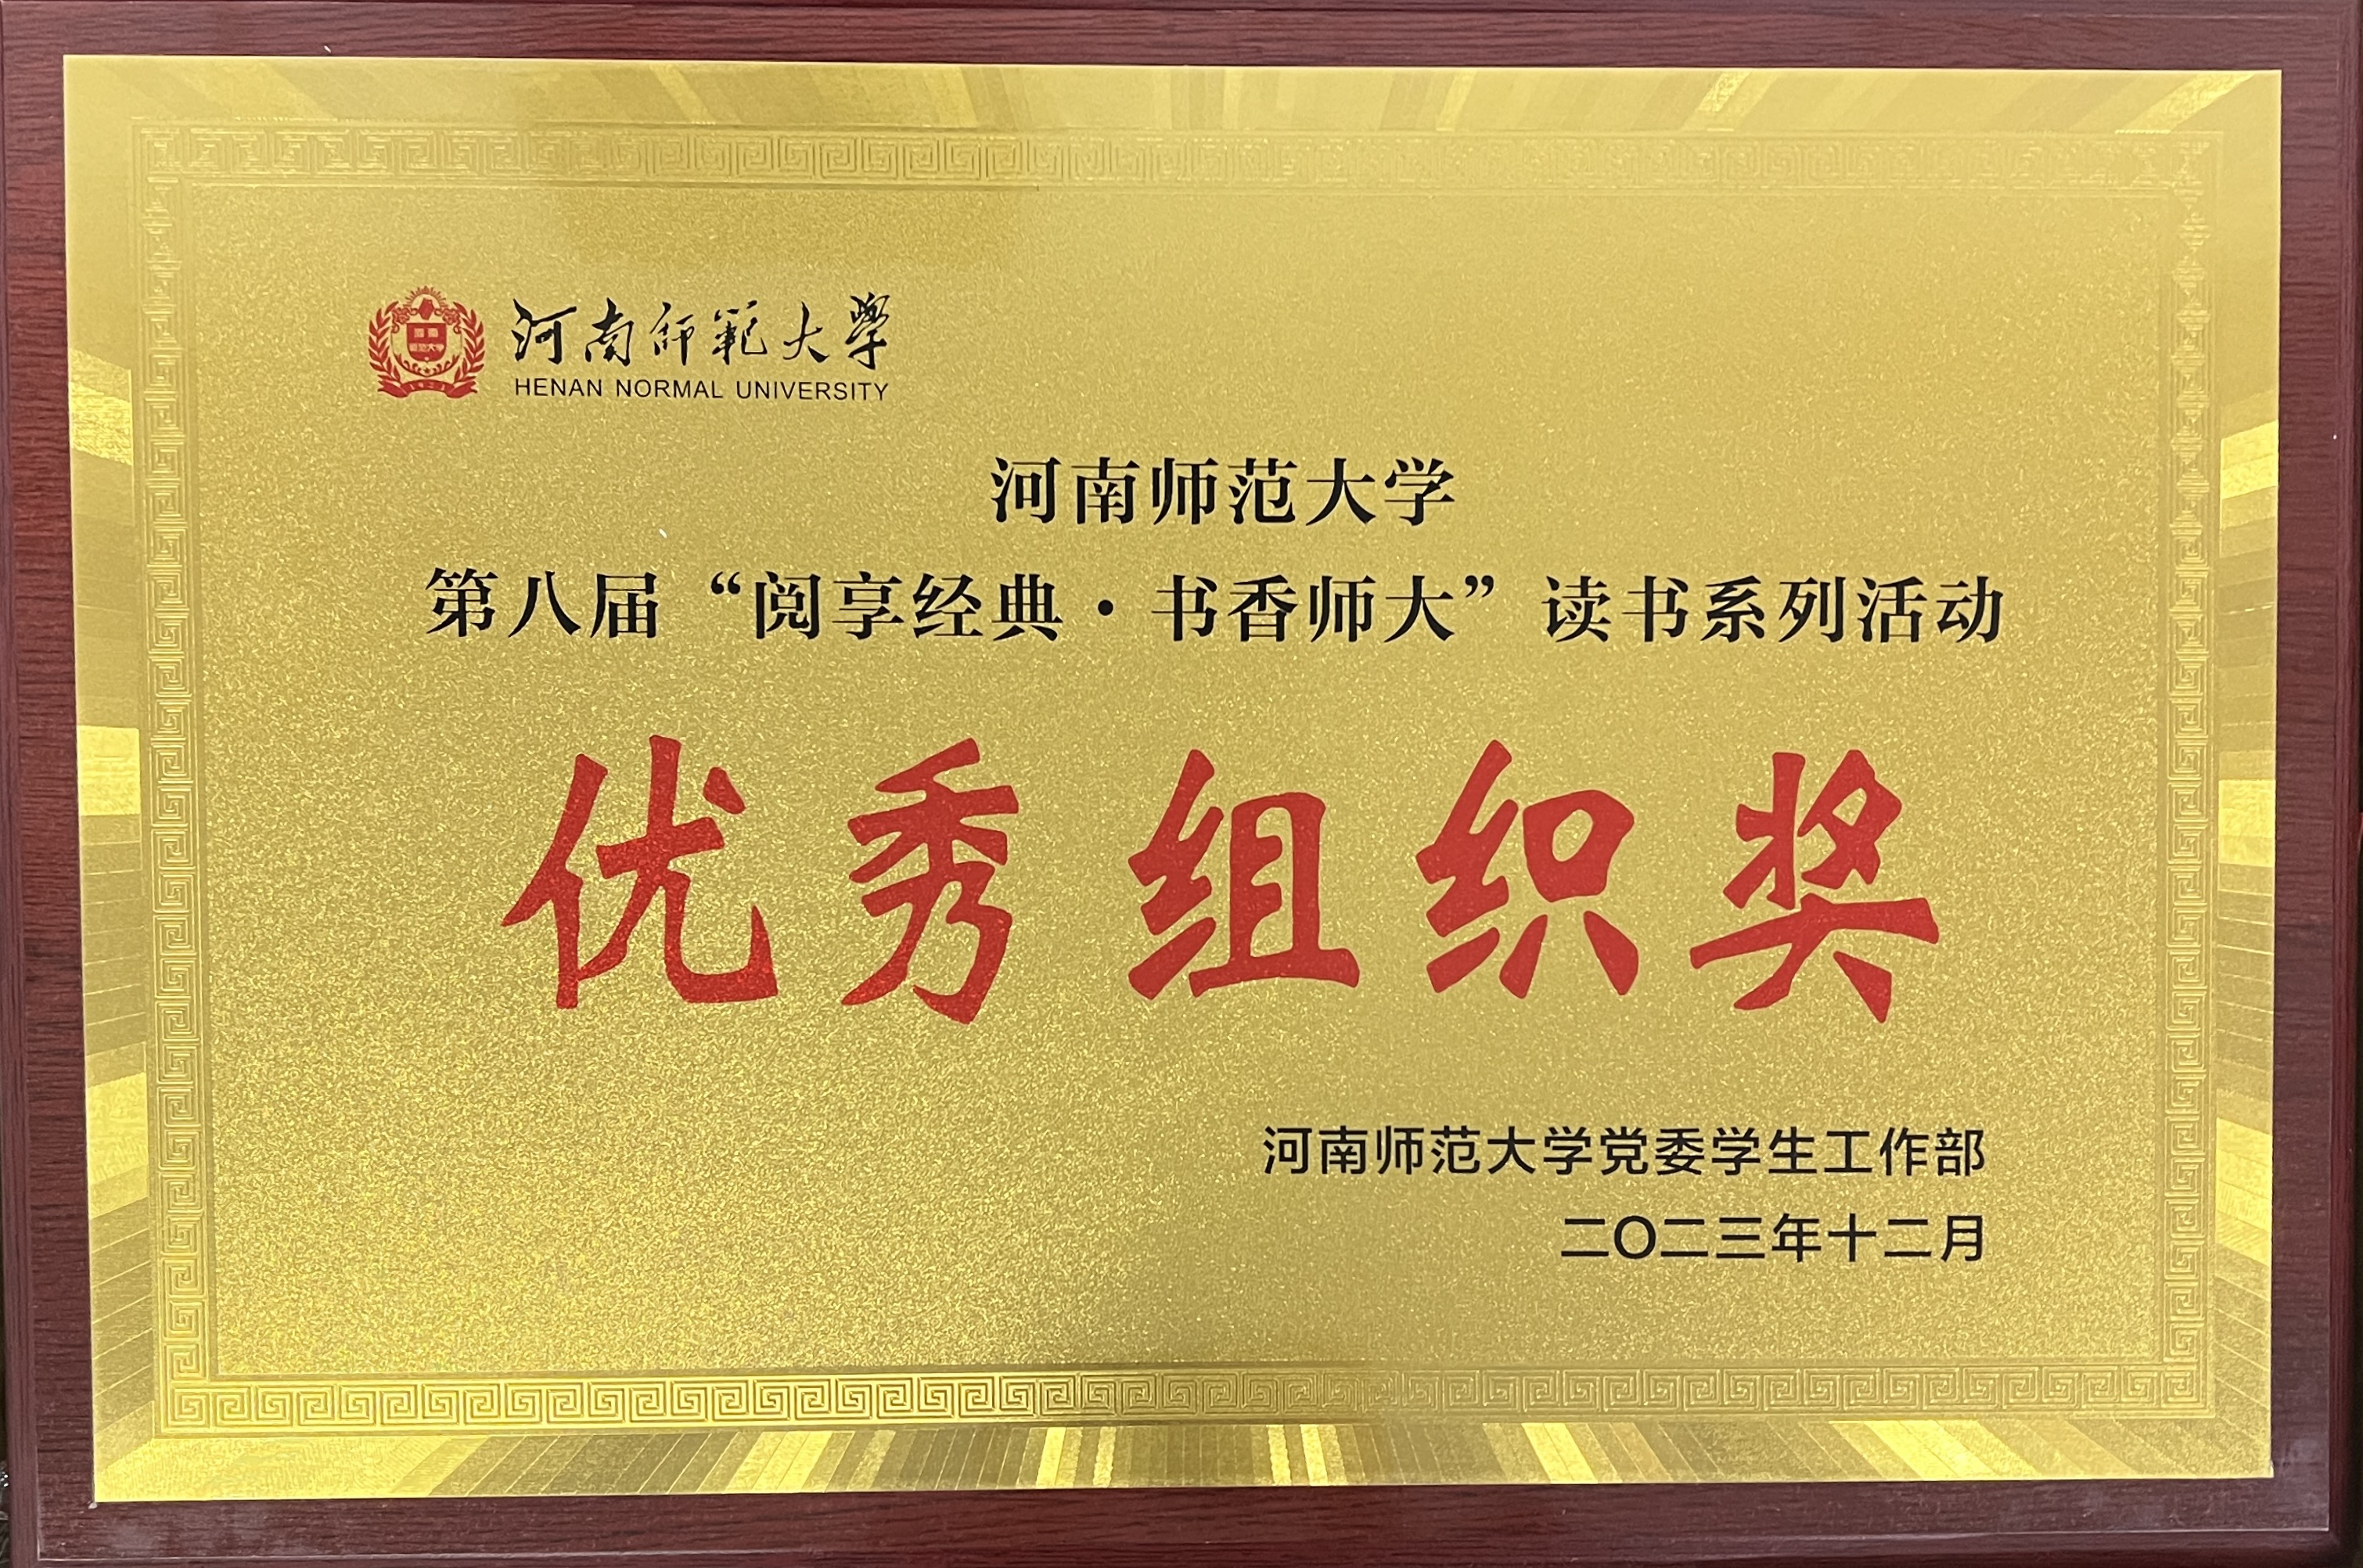 河南师範大學
HENAN NORMAL UNIVERSITY
河南师范大学
第八届“阅享经典·书香师大”读书系列活动
优秀组织奖
河南师范大学党委学生工作部
二〇二三年十二月